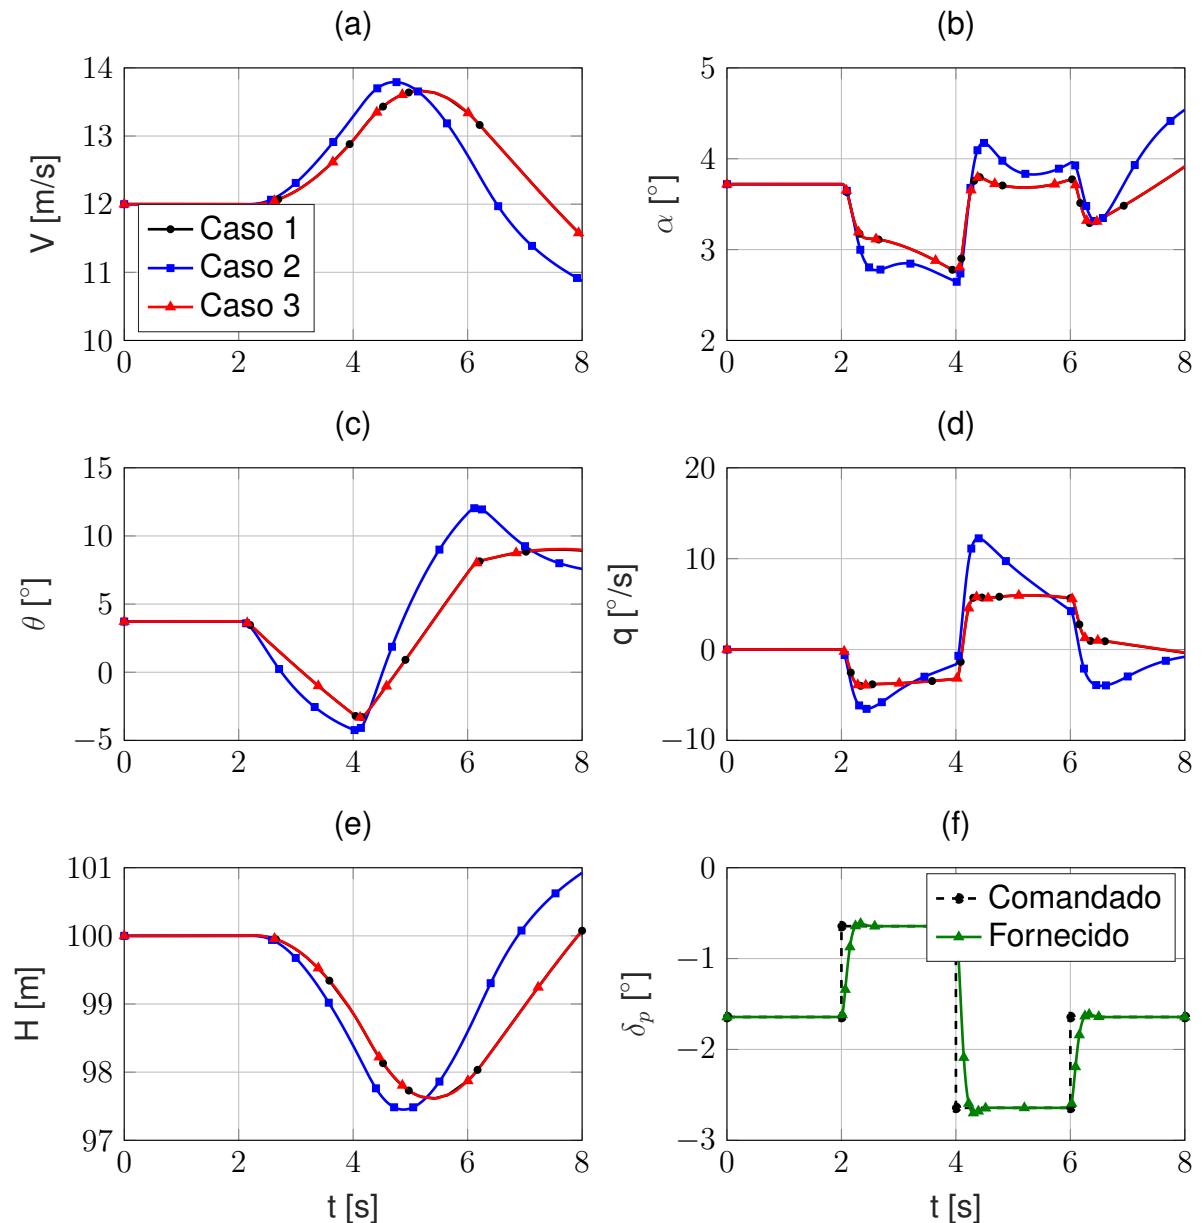 (a)
14
13
12
11
10
V [m/s]
Caso 1
Caso 2
Caso 3
0 2 4 6 8
(b)
5
4
3
2
α [°]
0 2 4 6 8
(c)
15
10
5
0
−5
θ [°]
0 2 4 6 8
(d)
20
10
0
−10
q [°/s]
0 2 4 6 8
(e)
101
100
99
98
97
H [m]
0 2 4 6 8
t [s]
(f)
0
−1
−2
−3
δp [°]
Comandado
Fornecido
0 2 4 6 8
t [s]